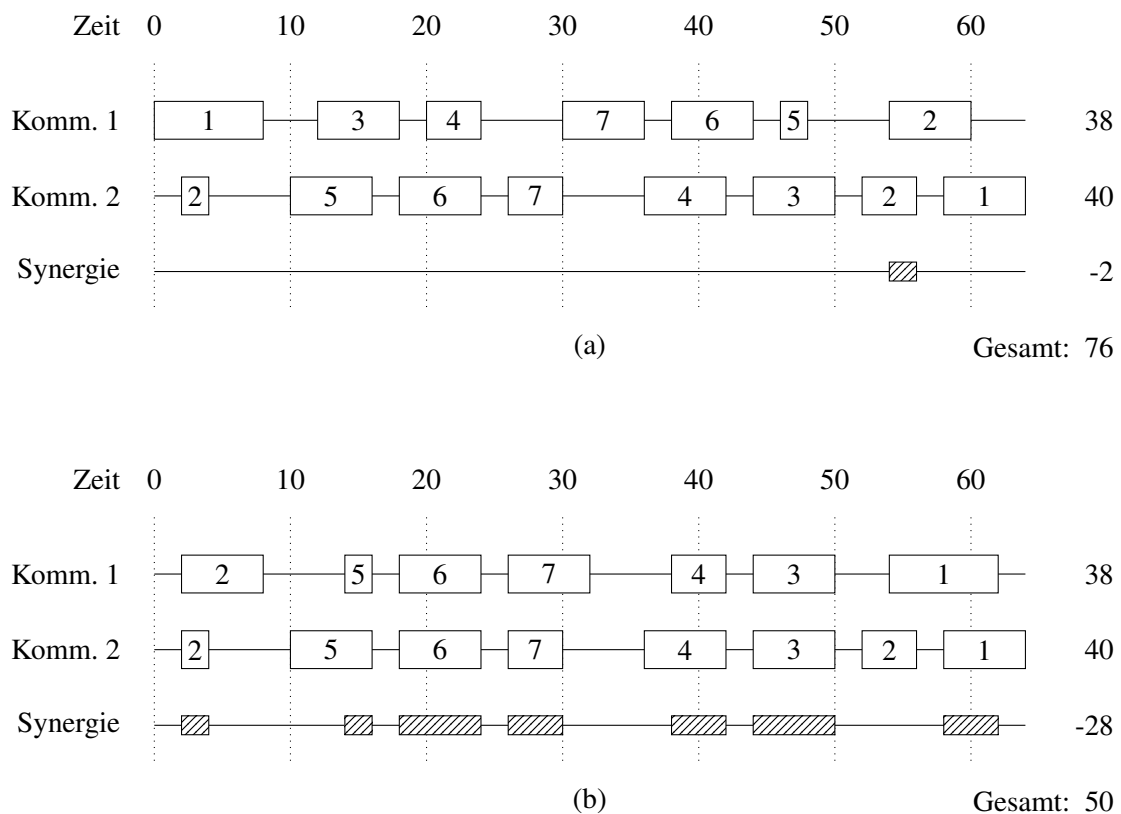 Zeit 0 10 20 30 40 50 60
Komm. 1 1 3 4 7 6 5 2 38
Komm. 2 2 5 6 7 4 3 2 1 40
Synergie -2
(a)
Gesamt: 76
Zeit 0 10 20 30 40 50 60
Komm. 1 2 5 6 7 4 3 1 38
Komm. 2 2 5 6 7 4 3 2 1 40
Synergie -28
(b)
Gesamt: 50